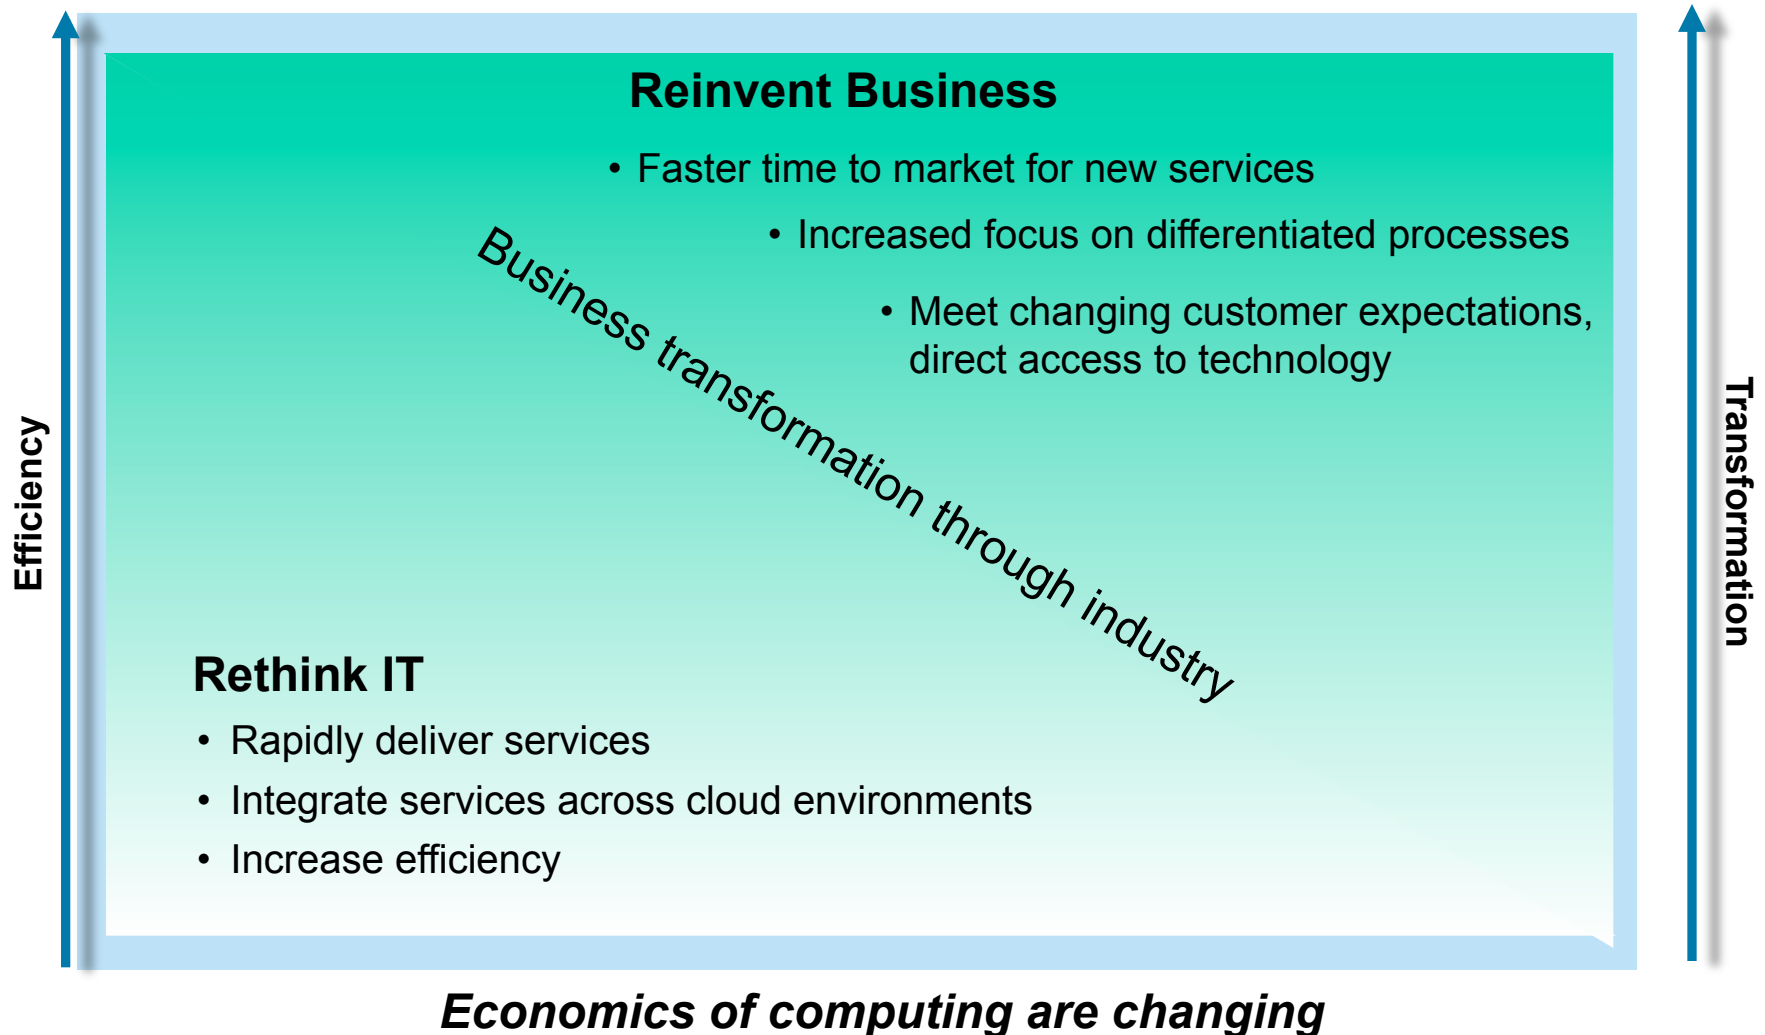 Reinvent Business
• Faster time to market for new services
• Increased focus on differentiated processes
• Meet changing customer expectations,
direct access to technology
Business transformation through industry
Efficiency
Transformation
Rethink IT
• Rapidly deliver services
• Integrate services across cloud environments
• Increase efficiency
Economics of computing are changing